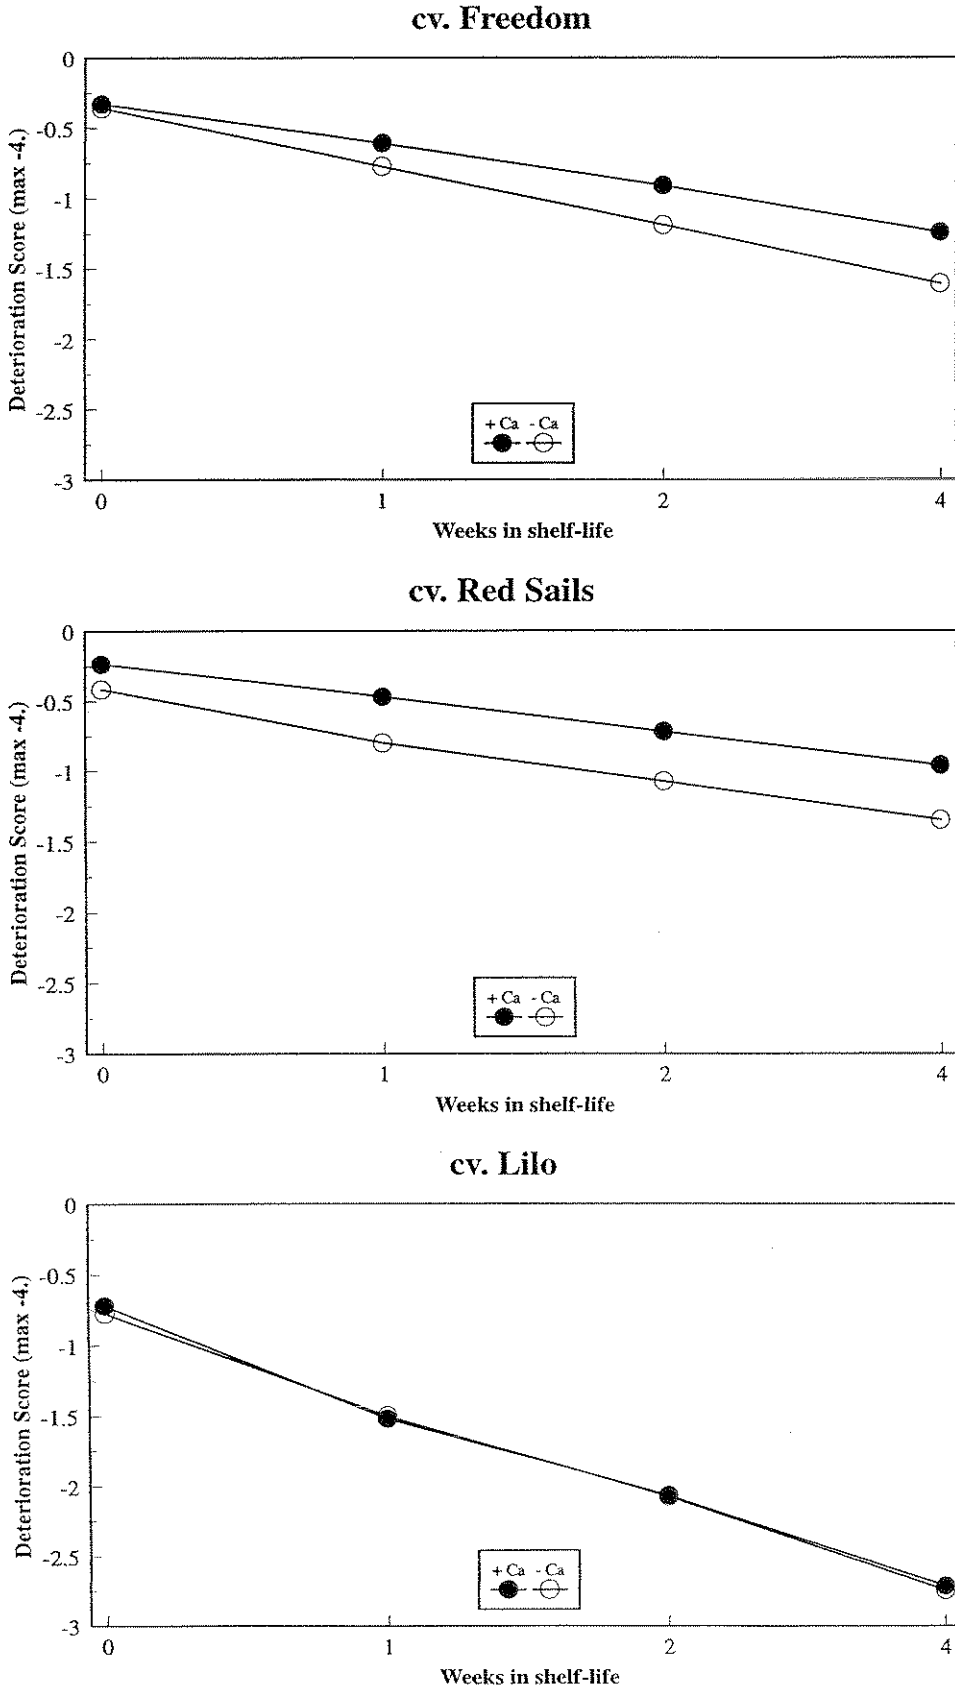 cv. Freedom
Deterioration Score (max -4.)
0
-0.5
-1
-1.5
-2
-2.5
-3
+ Ca - Ca
0 1 2 4
Weeks in shelf-life
cv. Red Sails
Deterioration Score (max -4.)
0
-0.5
-1
-1.5
-2
-2.5
-3
+ Ca - Ca
0 1 2 4
Weeks in shelf-life
cv. Lilo
Deterioration Score (max -4.)
0
-0.5
-1
-1.5
-2
-2.5
-3
+ Ca - Ca
0 1 2 4
Weeks in shelf-life